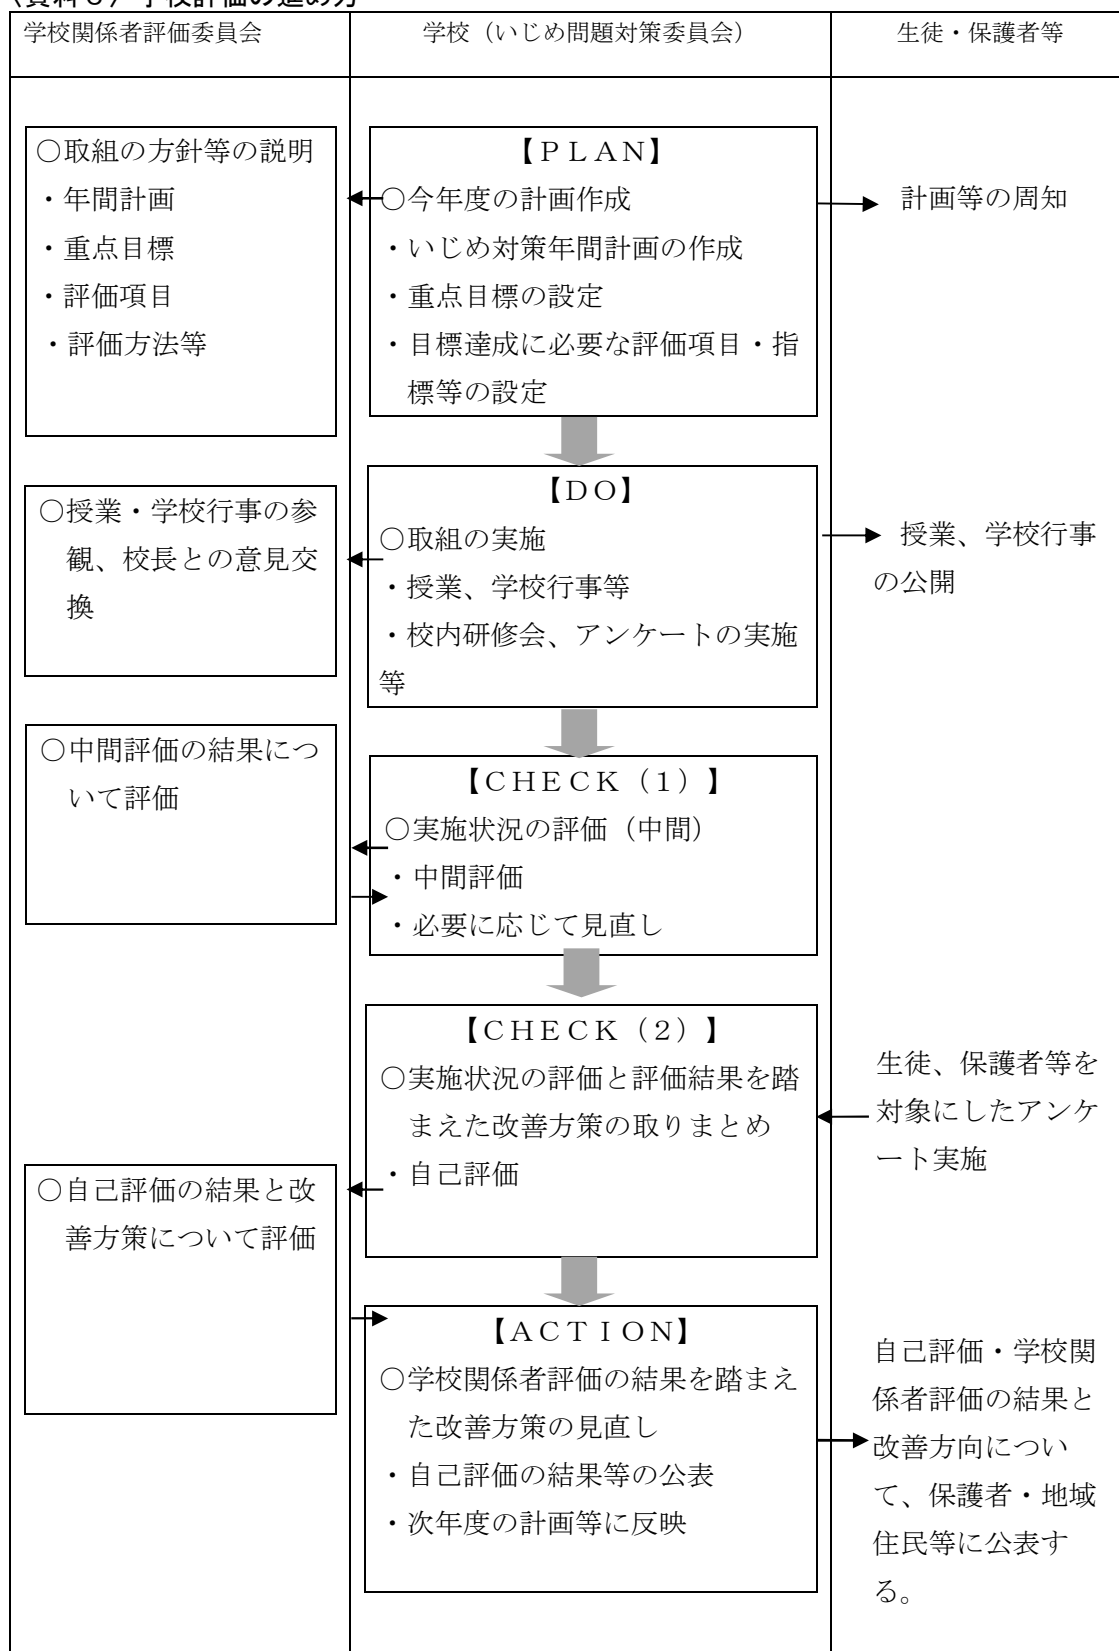 学校関係者評価委員会
学校（いじめ問題対策委員会）
生徒・保護者等
○取組の方針等の説明
・年間計画
・重点目標
・評価項目
・評価方法等
【ＰＬＡＮ】
○今年度の計画作成
・いじめ対策年間計画の作成
・重点目標の設定
・目標達成に必要な評価項目・指
標等の設定
計画等の周知
○授業・学校行事の参
観、校長との意見交
換
【ＤＯ】
○取組の実施
・授業、学校行事等
・校内研修会、アンケートの実施
等
授業、学校行事
の公開
○中間評価の結果につ
いて評価
【ＣＨＥＣＫ（１）】
○実施状況の評価（中間）
・中間評価
・必要に応じて見直し
【ＣＨＥＣＫ（２）】
○実施状況の評価と評価結果を踏
まえた改善方策の取りまとめ
・自己評価
生徒、保護者等を
対象にしたアンケ
ート実施
○自己評価の結果と改
善方策について評価
【ＡＣＴＩＯＮ】
○学校関係者評価の結果を踏まえ
た改善方策の見直し
・自己評価の結果等の公表
・次年度の計画等に反映
自己評価・学校関
係者評価の結果と
改善方向につい
て、保護者・地域
住民等に公表す
る。